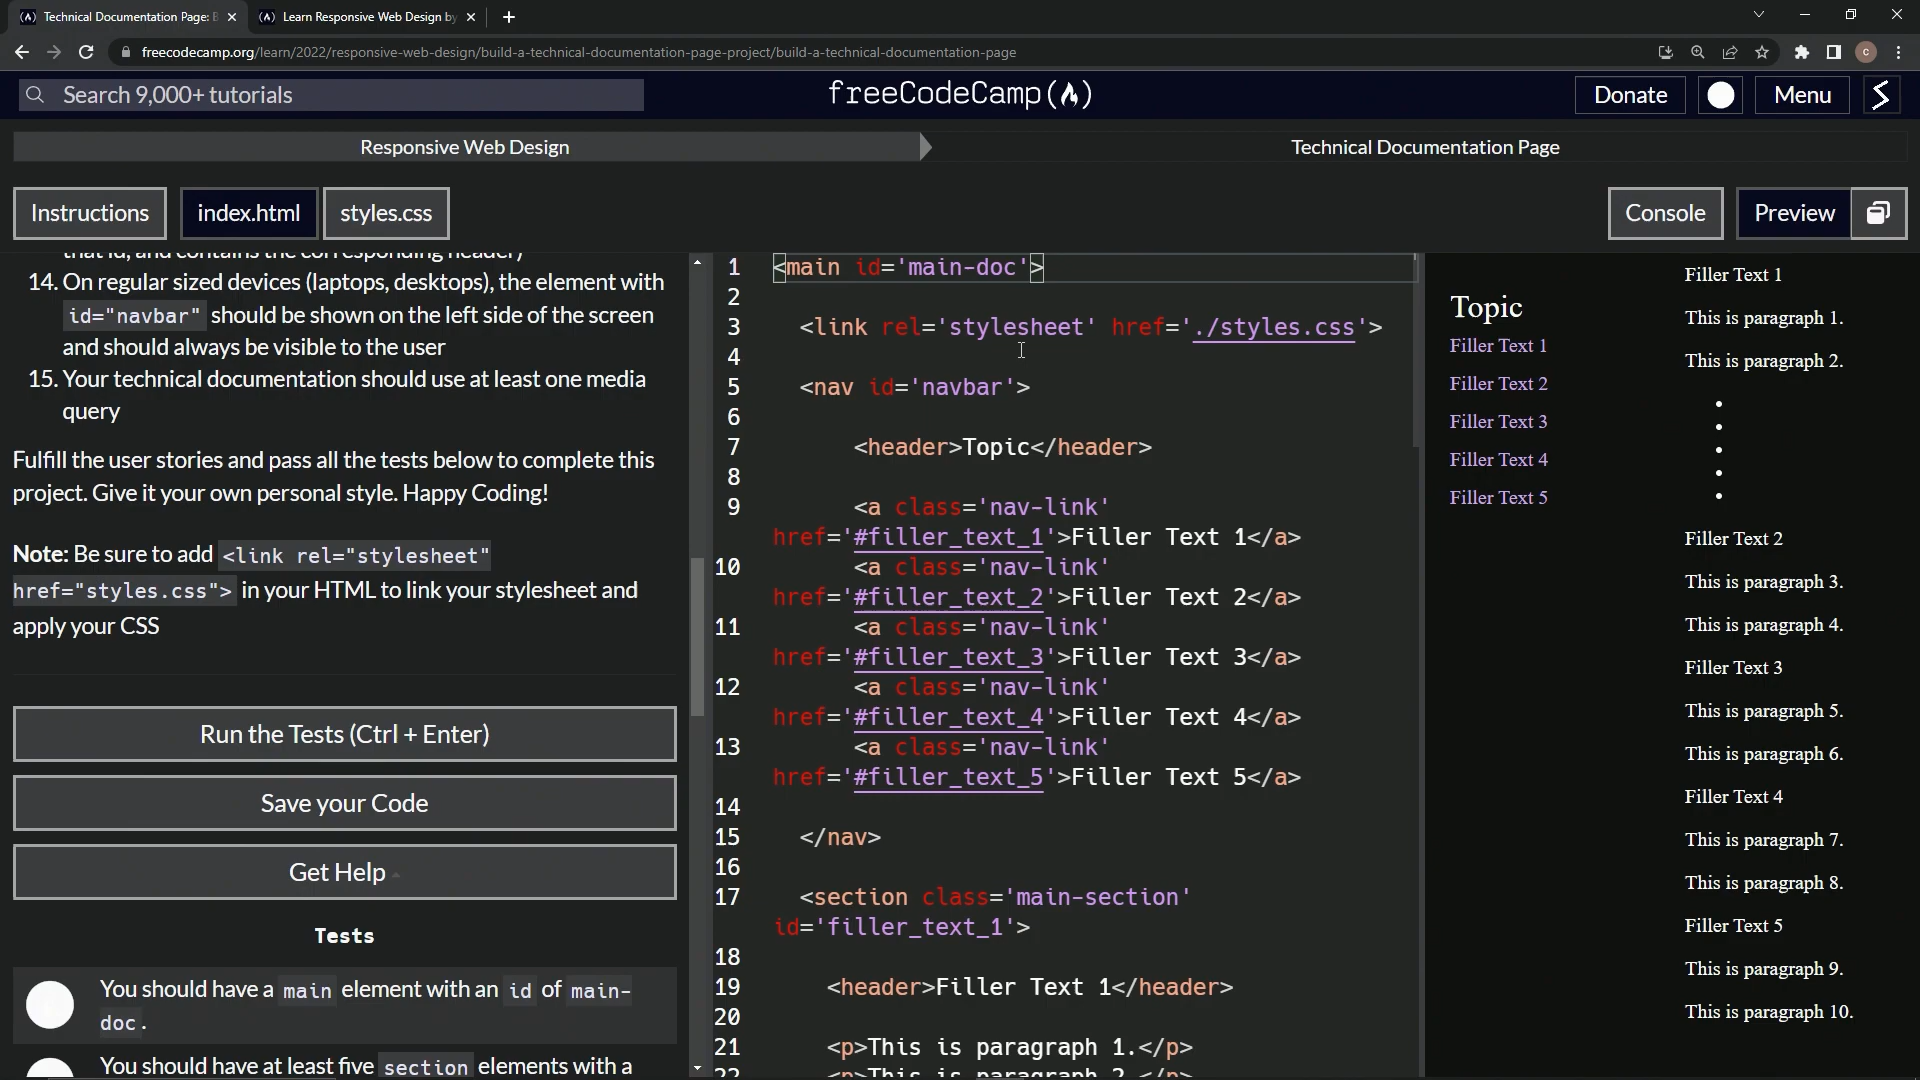 Technical Documentation Page: B
Learn Responsive Web Design by
freecodecamp.org/learn/2022/responsive-web-design/build-a-technical-documentation-page-project/build-a-technical-documentation-page
C
Search 9,000+ tutorials
freeCodeCamp
Donate
Menu
Responsive Web Design
Technical Documentation Page
Instructions
index.html
styles.css
Console
Preview
that id, and contains the corresponding header)
14. On regular sized devices (laptops, desktops), the element with
id="navbar" should be shown on the left side of the screen
and should always be visible to the user
15. Your technical documentation should use at least one media
query
Fulfill the user stories and pass all the tests below to complete this
project. Give it your own personal style. Happy Coding!
Note: Be sure to add <link rel="stylesheet"
href="styles.css"> in your HTML to link your stylesheet and
apply your CSS
Run the Tests (Ctrl + Enter)
Save your Code
Get Help
Tests
You should have a main element with an id of main-
doc.
You should have at least five section elements with a
1 <main id='main-doc'>
2
3 <link rel='stylesheet' href='./styles.css'>
4
5 <nav id='navbar'>
6
7 <header>Topic</header>
8
9 <a class='nav-link'
href='#filler_text_1'>Filler Text 1</a>
10 <a class='nav-link'
href='#filler_text_2'>Filler Text 2</a>
11 <a class='nav-link'
href='#filler_text_3'>Filler Text 3</a>
12 <a class='nav-link'
href='#filler_text_4'>Filler Text 4</a>
13 <a class='nav-link'
href='#filler_text_5'>Filler Text 5</a>
14
15 </nav>
16
17 <section class='main-section'
id='filler_text_1'>
18
19 <header>Filler Text 1</header>
20
21 <p>This is paragraph 1.</p>
22 <p>This is paragraph 2.</p>
Topic
Filler Text 1
Filler Text 2
Filler Text 3
Filler Text 4
Filler Text 5
Filler Text 1
This is paragraph 1.
This is paragraph 2.
Filler Text 2
This is paragraph 3.
This is paragraph 4.
Filler Text 3
This is paragraph 5.
This is paragraph 6.
Filler Text 4
This is paragraph 7.
This is paragraph 8.
Filler Text 5
This is paragraph 9.
This is paragraph 10.